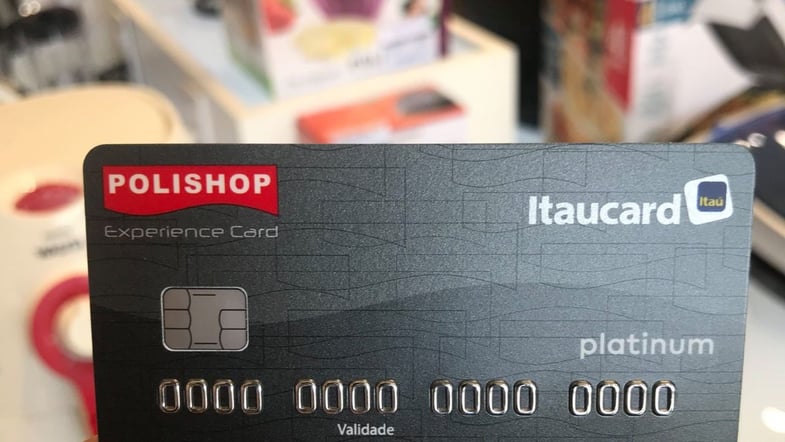 POLISHOP
Experience Card
Itaucard
Itaú
platinum
0000 0000 0000 0000
Validade